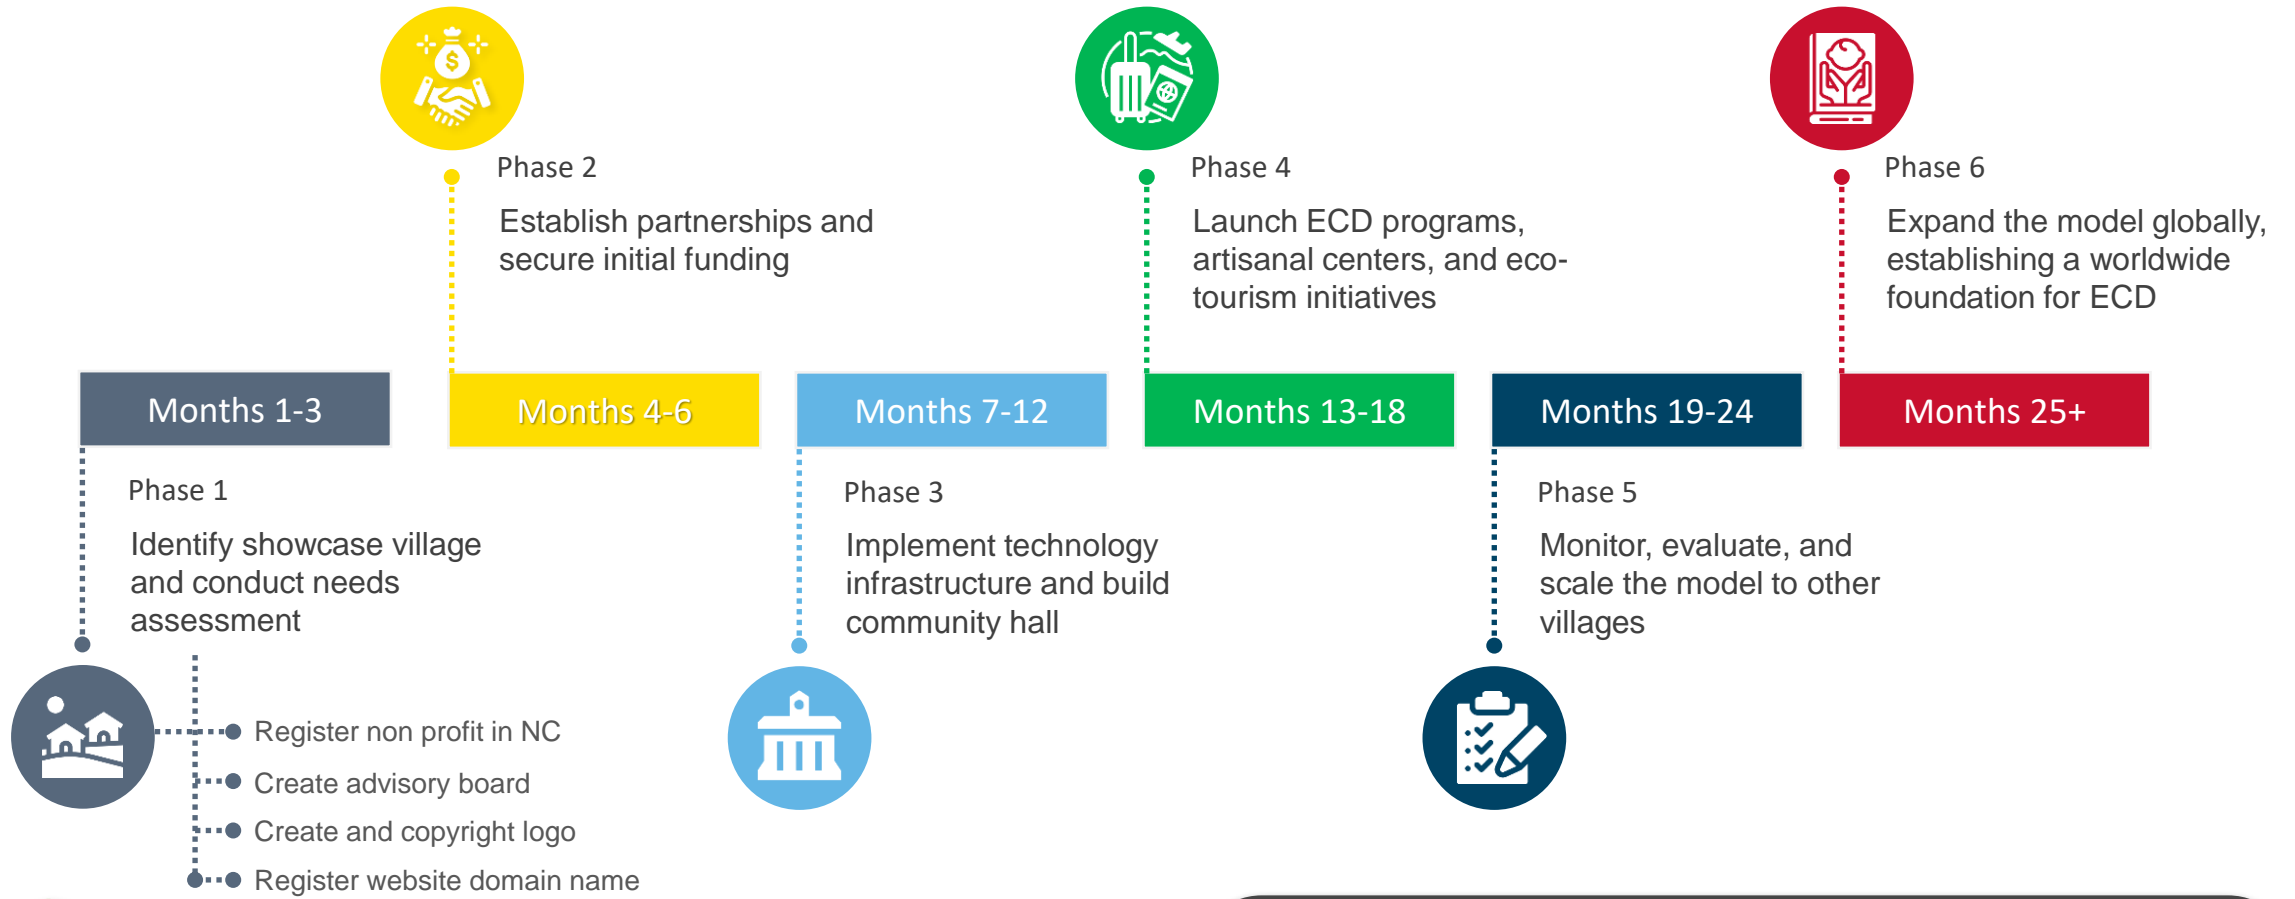 Phase 2
Establish partnerships and
secure initial funding
Phase 4
Launch ECD programs,
artisanal centers, and eco-
tourism initiatives
Phase 6
Expand the model globally,
establishing a worldwide
foundation for ECD
Months 1-3
Months 4-6
Months 7-12
Months 13-18
Months 19-24
Months 25+
Phase 1
Identify showcase village
and conduct needs
assessment
Register non profit in NC
Create advisory board
Create and copyright logo
Register website domain name
Phase 3
Implement technology
infrastructure and build
community hall
Phase 5
Monitor, evaluate, and
scale the model to other
villages